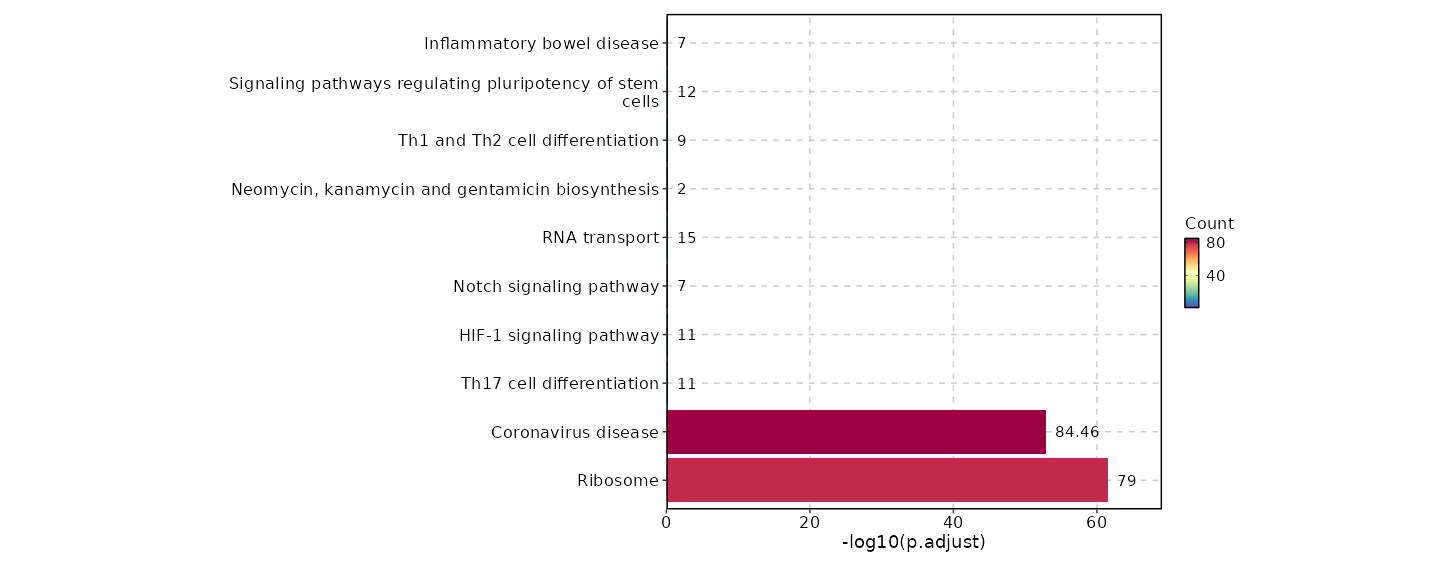 Inflammatory bowel disease 7
Signaling pathways regulating pluripotency of stem
cells 12
Th1 and Th2 cell differentiation 9
Neomycin, kanamycin and gentamicin biosynthesis 2
RNA transport 15
Notch signaling pathway 7
HIF-1 signaling pathway 11
Th17 cell differentiation 11
Coronavirus disease 84.46
Ribosome 79
0 20 40 60
-log10(p.adjust)
Count
80
40